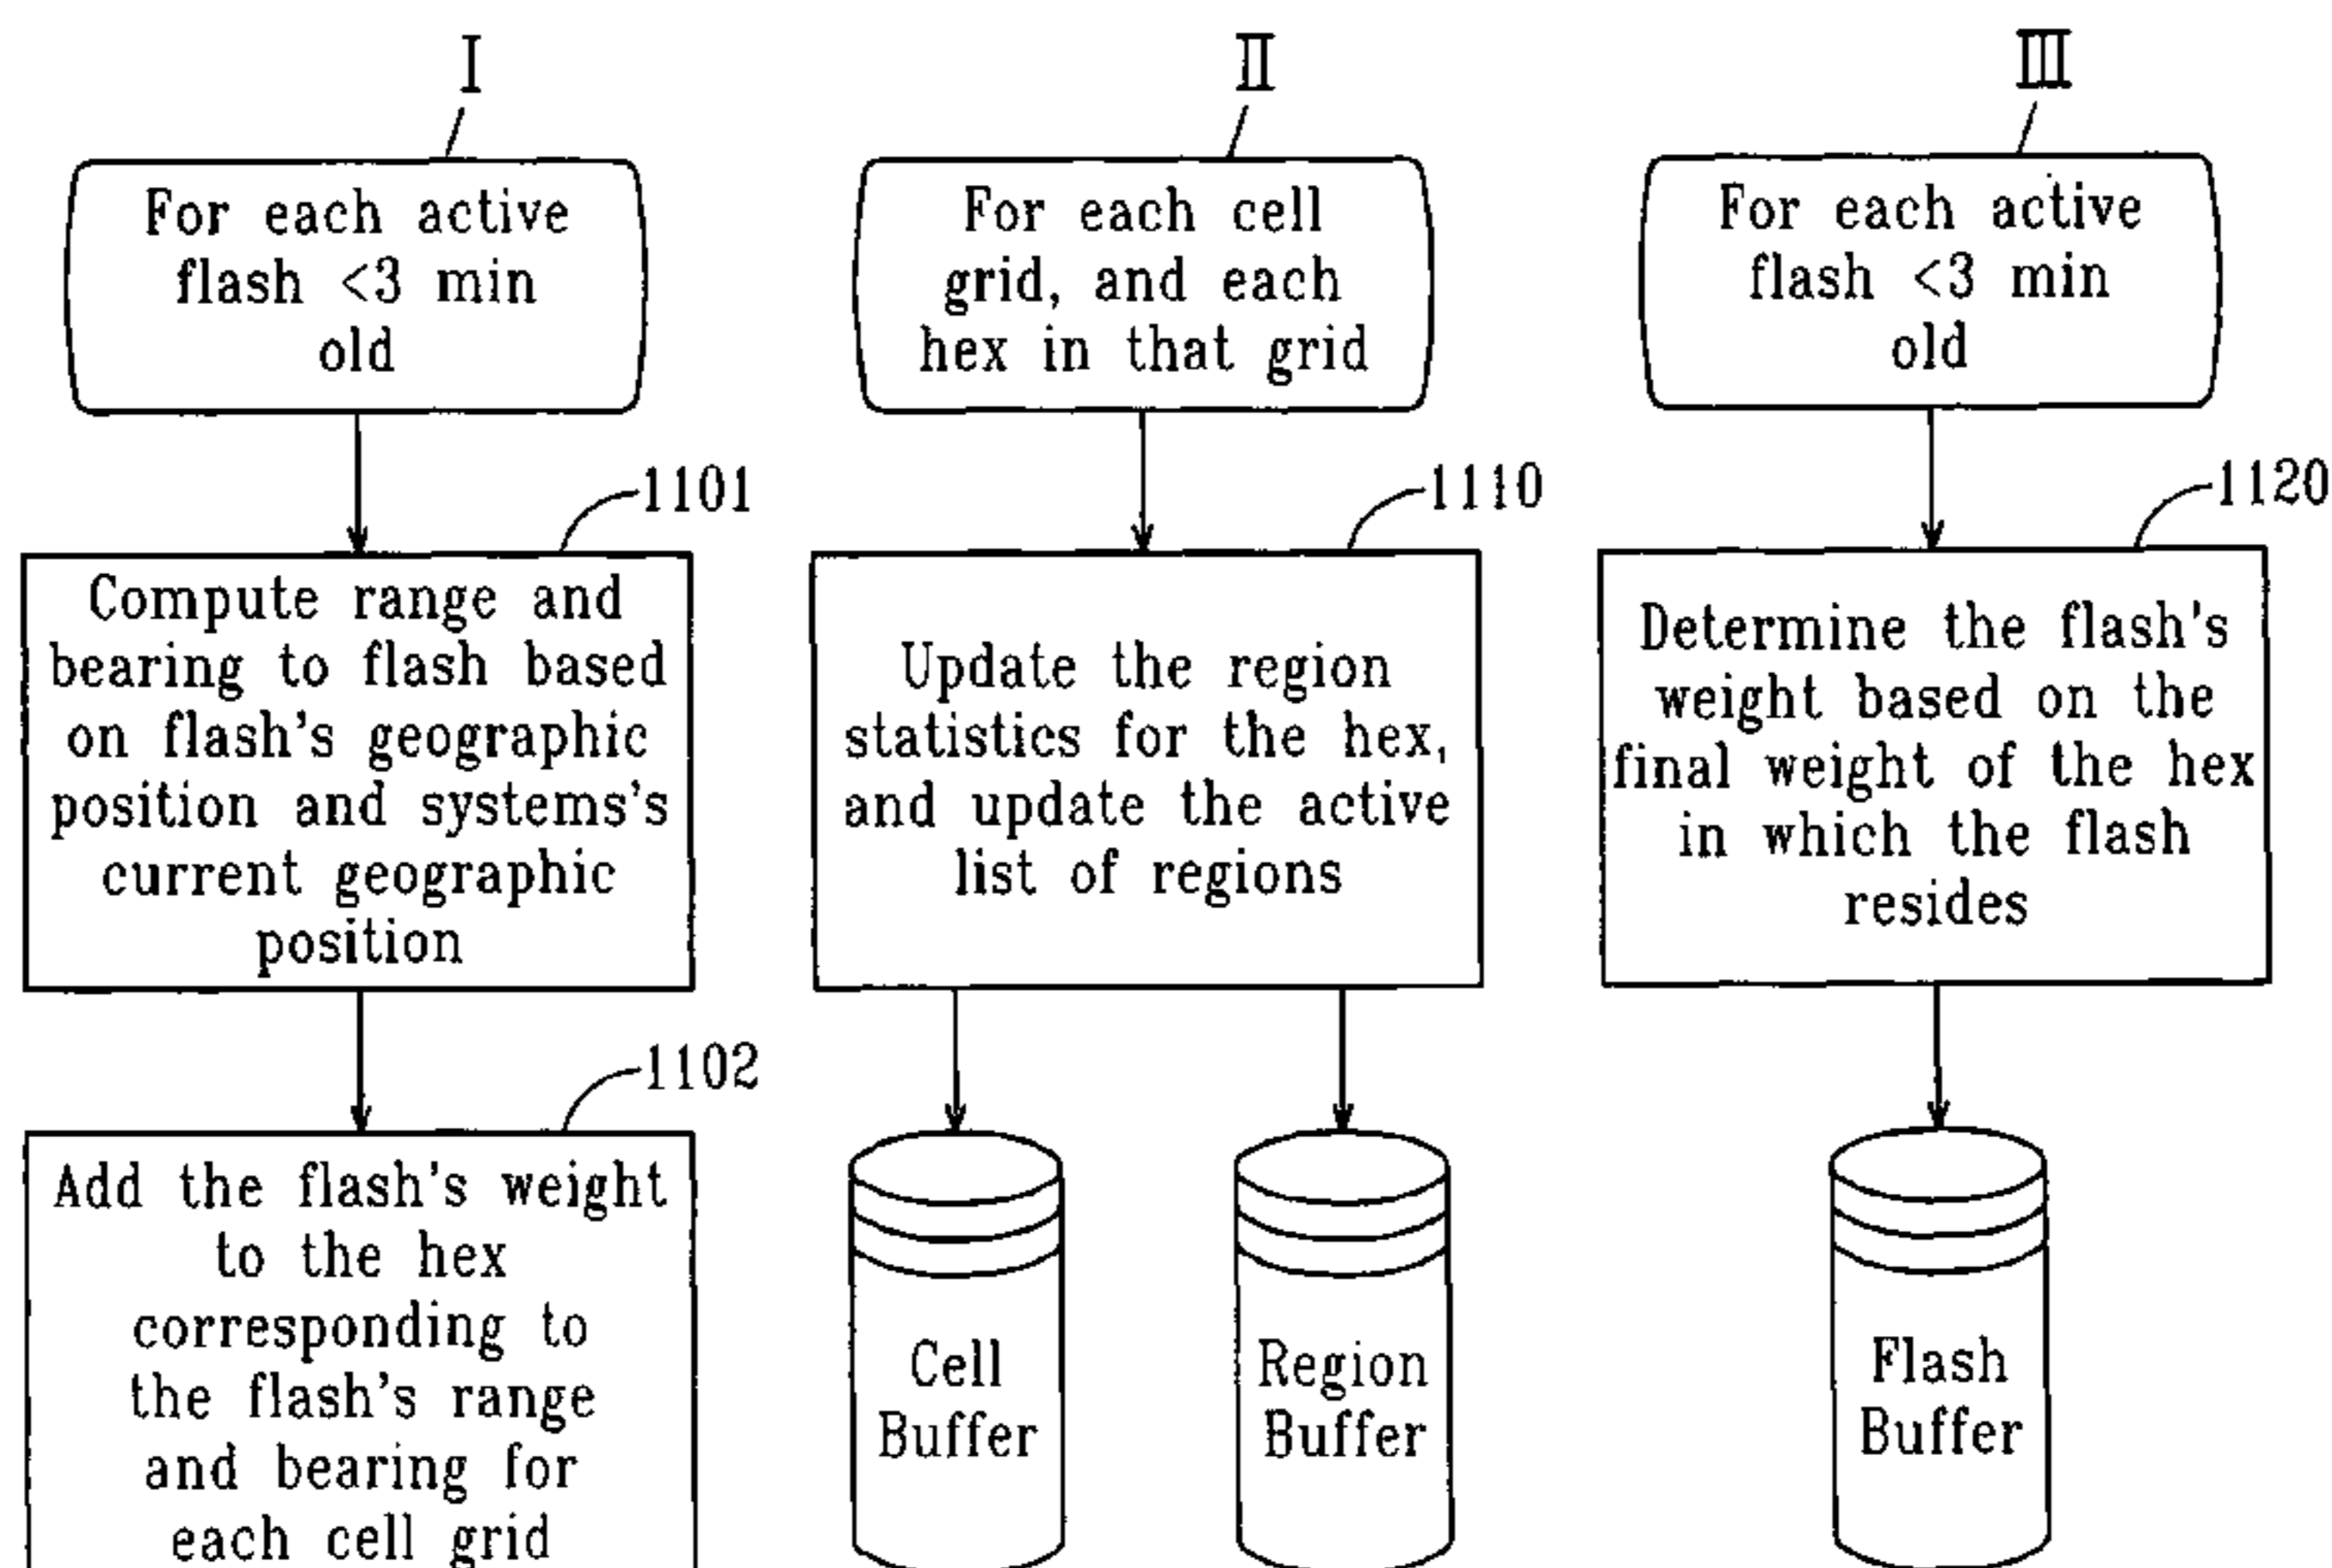 I
For each active
flash <3 min
old
1101
Compute range and
bearing to flash based
on flash's geographic
position and systems's
current geographic
position
1102
Add the flash's weight
to the hex
corresponding to
the flash's range
and bearing for
each cell grid
II
For each cell
grid, and each
hex in that grid
1110
Update the region
statistics for the hex,
and update the active
list of regions
Cell
Buffer
Region
Buffer
III
For each active
flash <3 min
old
1120
Determine the flash's
weight based on the
final weight of the hex
in which the flash
resides
Flash
Buffer